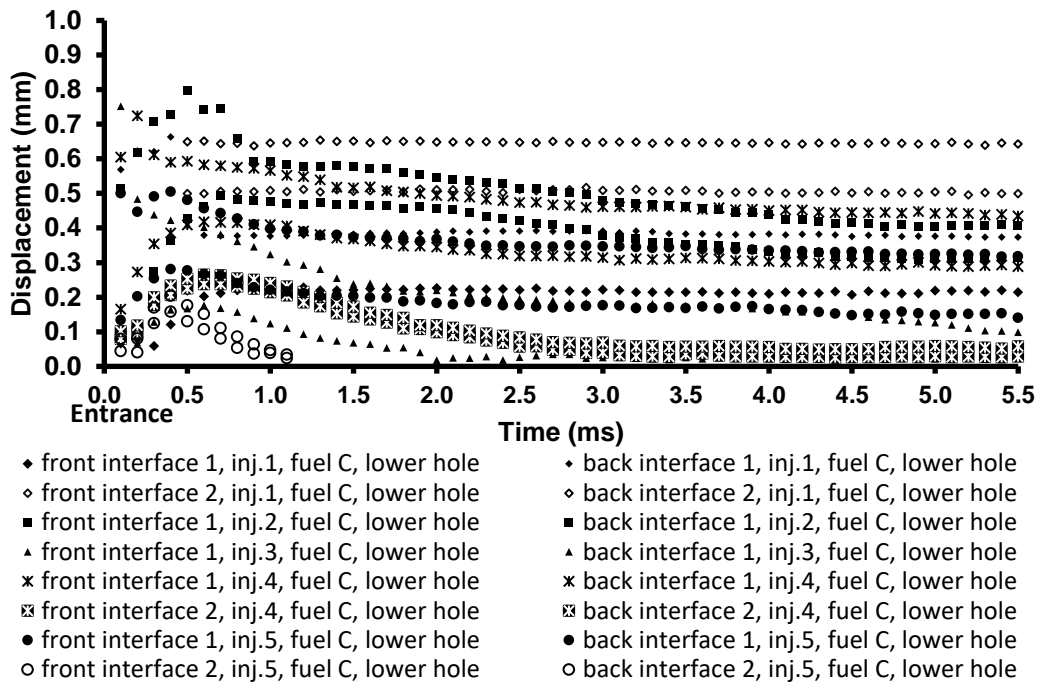 Displacement (mm)
1.0
0.9
0.8
0.7
0.6
0.5
0.4
0.3
0.2
0.1
0.0
0.0 0.5 1.0 1.5 2.0 2.5 3.0 3.5 4.0 4.5 5.0 5.5
Entrance
Time (ms)
front interface 1, inj.1, fuel C, lower hole back interface 1, inj.1, fuel C, lower hole
front interface 2, inj.1, fuel C, lower hole back interface 2, inj.1, fuel C, lower hole
front interface 1, inj.2, fuel C, lower hole back interface 1, inj.2, fuel C, lower hole
front interface 1, inj.3, fuel C, lower hole back interface 1, inj.3, fuel C, lower hole
front interface 1, inj.4, fuel C, lower hole back interface 1, inj.4, fuel C, lower hole
front interface 2, inj.4, fuel C, lower hole back interface 2, inj.4, fuel C, lower hole
front interface 1, inj.5, fuel C, lower hole back interface 1, inj.5, fuel C, lower hole
front interface 2, inj.5, fuel C, lower hole back interface 2, inj.5, fuel C, lower hole